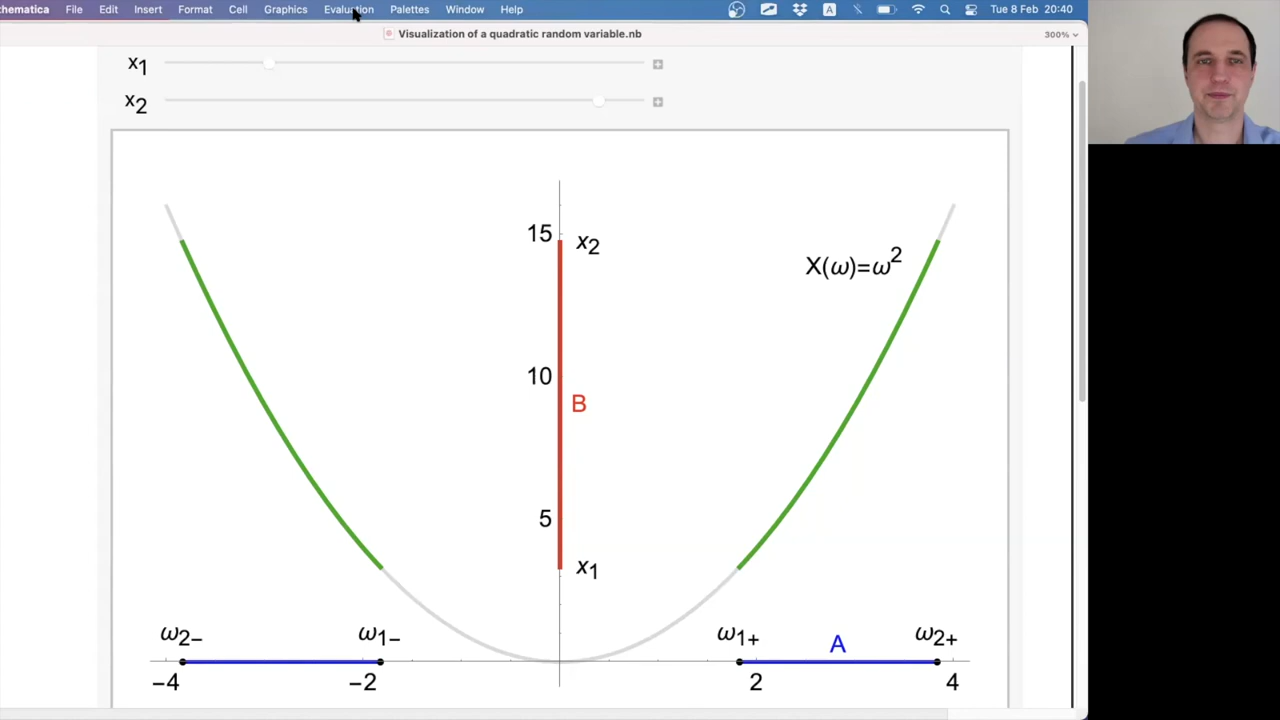 thematica File Edit Insert Format Cell Graphics Evaluation Palettes Window Help A Tue 8 Feb 20:40
Visualization of a quadratic random variable.nb 300%
x₁
x₂
15 x₂
X(ω)=ω²
10
B
5
x₁
ω₂₋ ω₁₋ ω₁₊ A ω₂₊
−4 −2 2 4